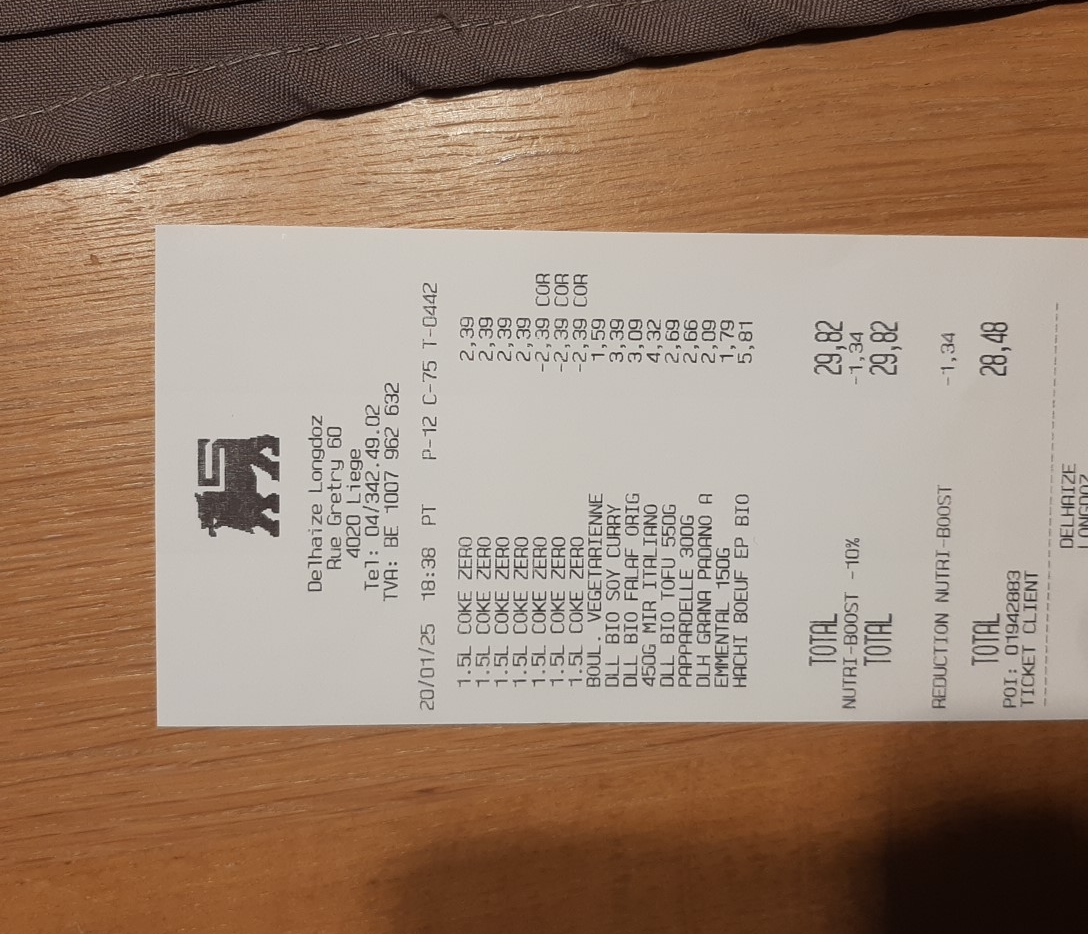 Delhaize Longdoz
Rue Gretry 60
4020 Liege
Tel: 04/342.49.02
TVA: BE 1007 962 632
20/01/25 18:38 PT P-12 C-75 T-0442
1.5L COKE ZERO 2,39
1.5L COKE ZERO 2,39
1.5L COKE ZERO 2,39
1.5L COKE ZERO 2,39
1.5L COKE ZERO -2,39 COR
1.5L COKE ZERO -2,39 COR
1.5L COKE ZERO -2,39 COR
BOUL. VEGETARIENNE 1,59
DLL BIO SOY CURRY 3,39
DLL BIO FALAF ORIG 3,09
450G MIR ITALIANO 4,32
DLL BIO TOFU 550G 2,69
PAPPARDELLE 300G 2,66
DLH GRANA PADANO A 2,09
EMMENTAL 150G 1,79
HACHI BOEUF EP BIO 5,81
TOTAL 29,82
NUTRI-BOOST -10% -1,34
TOTAL 29,82
REDUCTION NUTRI-BOOST -1,34
TOTAL 28,48
POI: 01942883
TICKET CLIENT
DELHAIZE
LONGDOZ